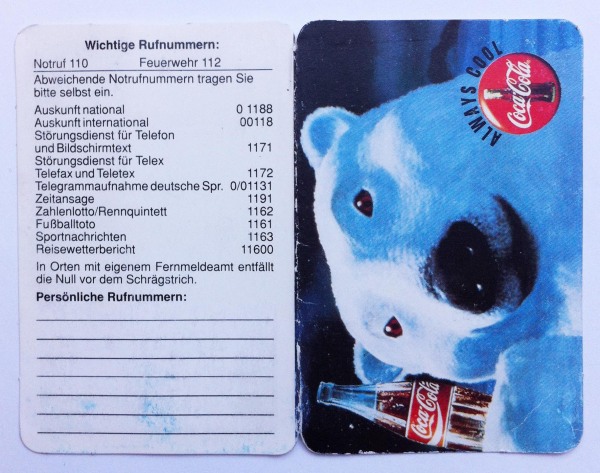 Wichtige Rufnummern:
Notruf 110 Feuerwehr 112
Abweichende Notrufnummern tragen Sie
bitte selbst ein.
Auskunft national 0 1188
Auskunft international 00118
Störungsdienst für Telefon
und Bildschirmtext 1171
Störungsdienst für Telex
Telefax und Teletex 1172
Telegrammaufnahme deutsche Spr. 0/01131
Zeitansage 1191
Zahlenlotto/Rennquintett 1162
Fußballtoto 1161
Sportnachrichten 1163
Reisewetterbericht 11600
In Orten mit eigenem Fernmeldeamt entfällt
die Null vor dem Schrägstrich.
Persönliche Rufnummern:
ALWAYS COOL
Coca-Cola
Coca-Cola